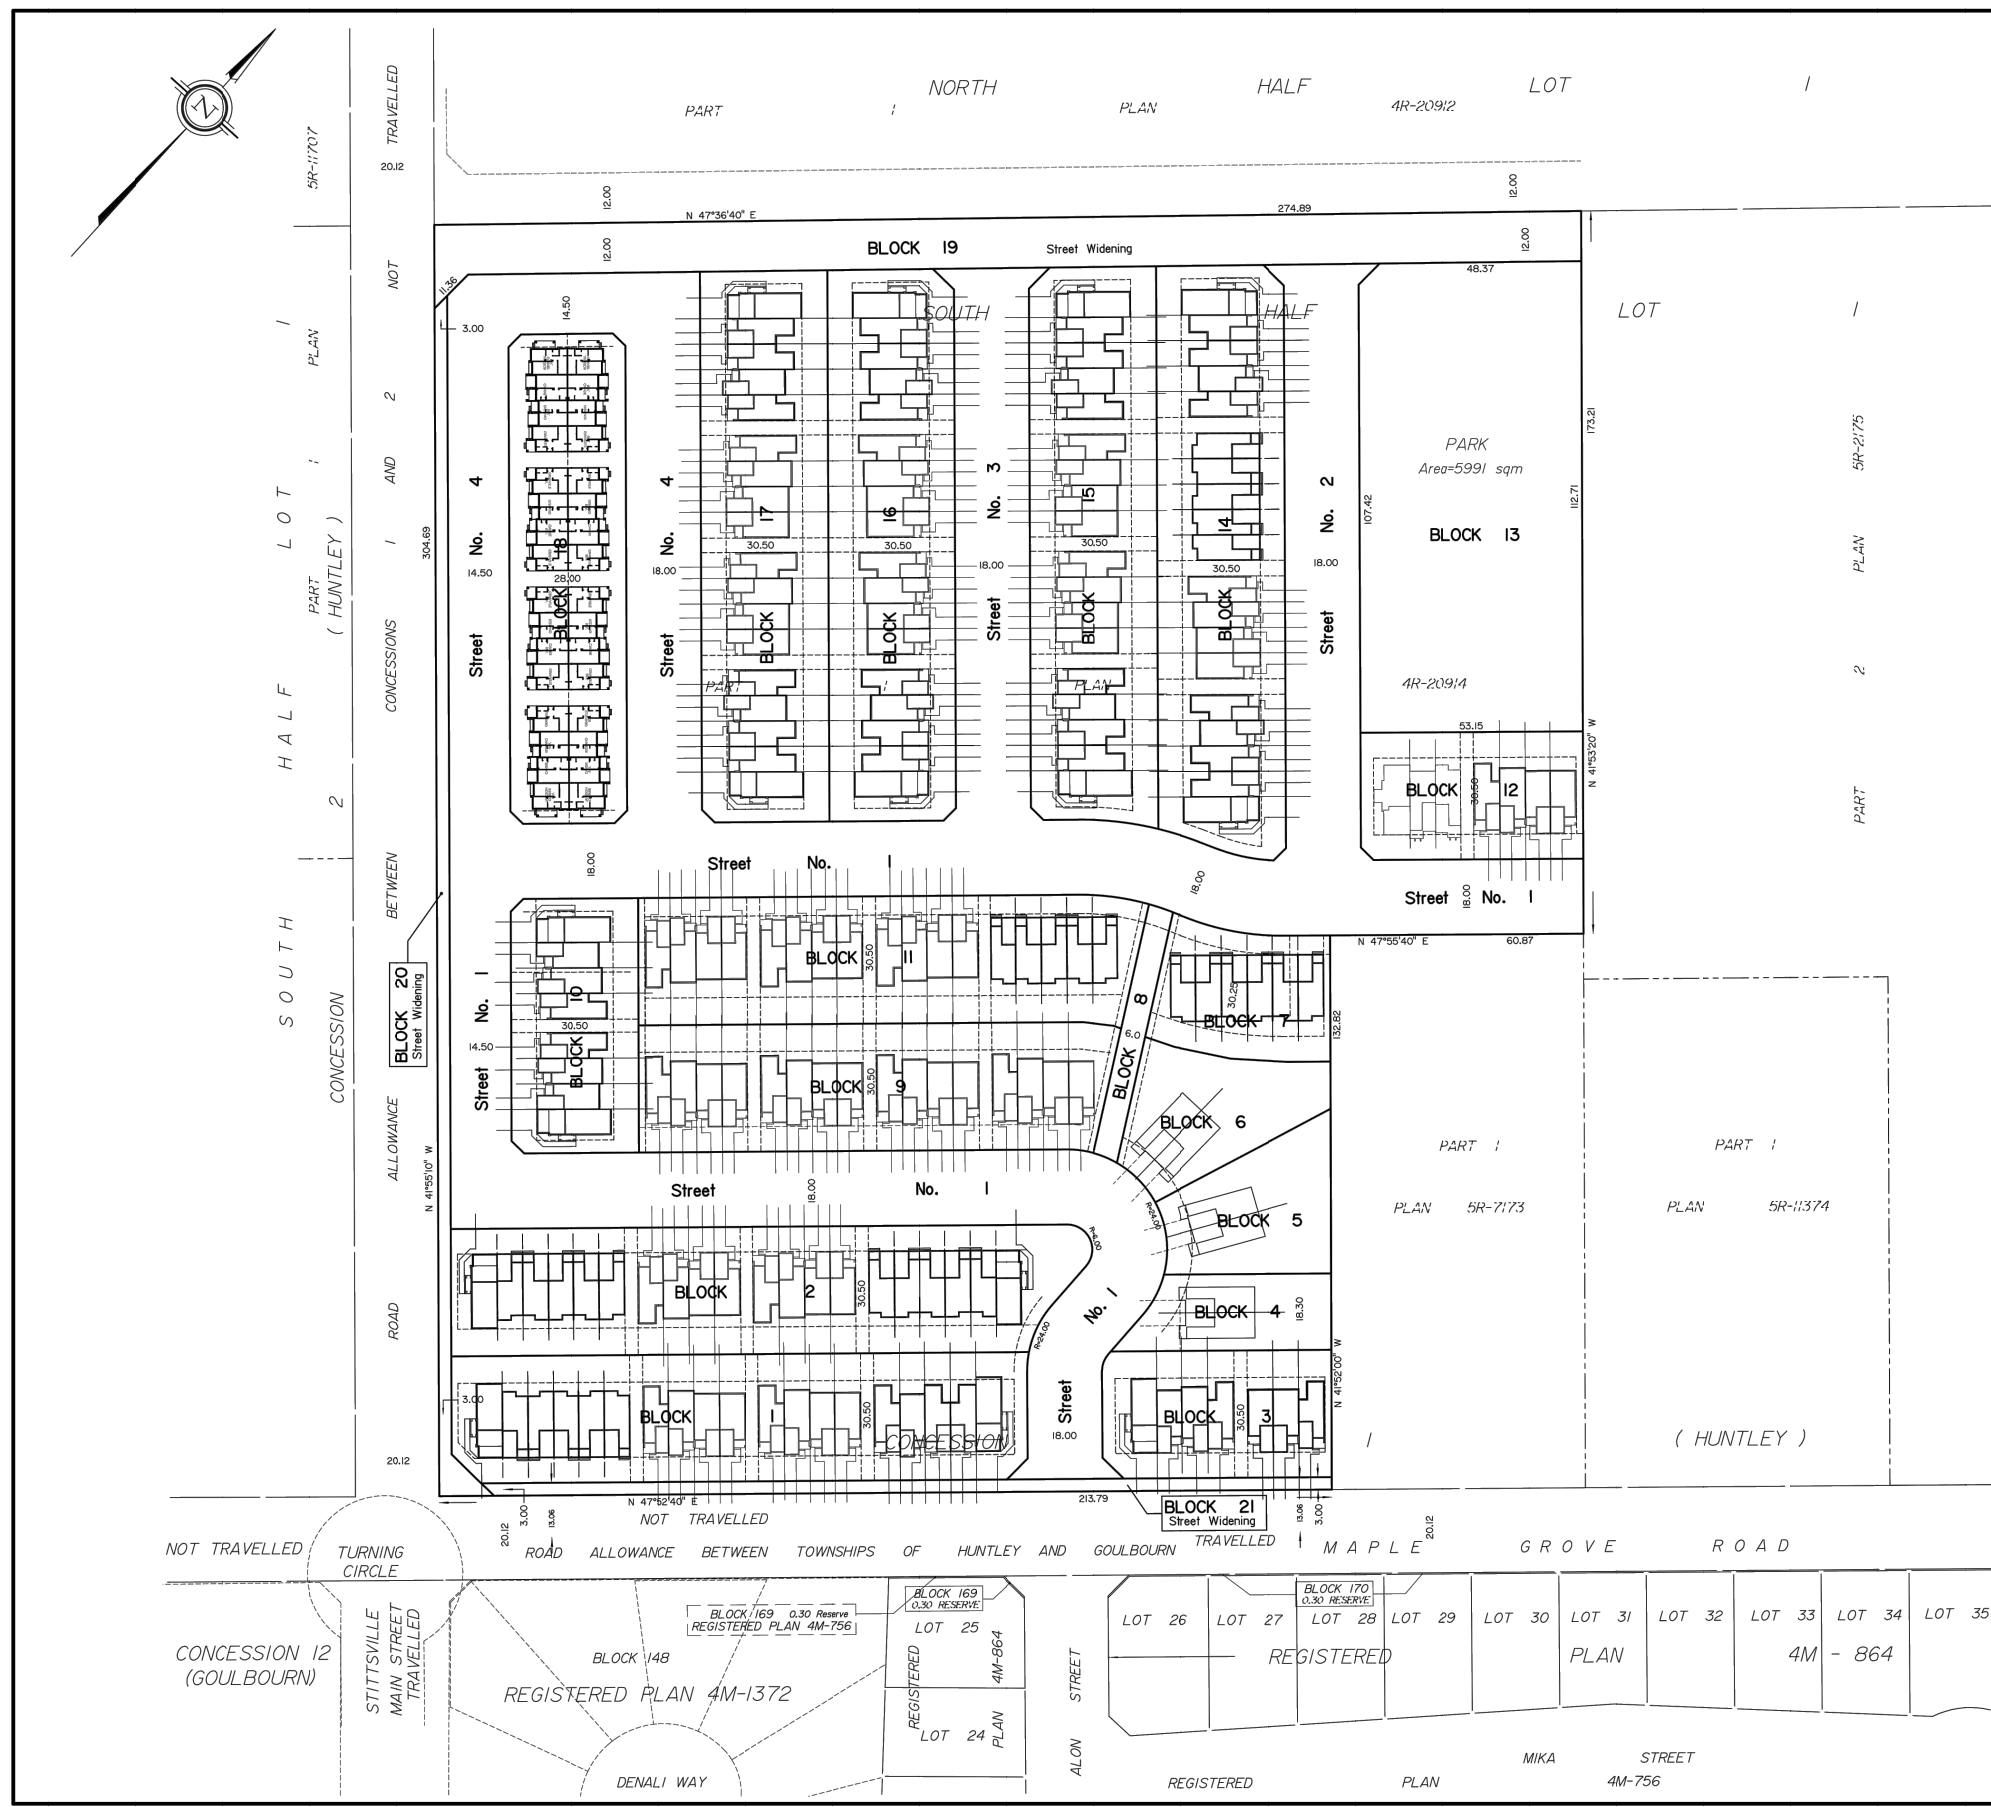 NORTH HALF LOT 1
PART 1 PLAN 4R-20912
N
5R-11707
TRAVELLED
20.12
12.00
12.00
N 47°36'40" E
274.89
12.00
BLOCK 19
Street Widening
12.00
11.36
14.50
48.37
NOT
3.00
SOUTH HALF LOT 1
PLAN 1
PART
( HUNTLEY )
2
AND
1
CONCESSIONS
304.69
173.21
PARK
Area=5991 sqm
112.71
107.42
BLOCK 13
5R-2175
PLAN
2
PART
Street No. 4
14.50
BLOCK 18
28.00
Street No. 4
18.00
BLOCK 17
30.50
BLOCK 16
30.50
Street No. 3
18.00
BLOCK 15
30.50
BLOCK 14
30.50
Street No. 2
18.00
PART 1 PLAN 4R-20914
53.15
BLOCK 12
30.50
N 41°53'20" W
SOUTH HALF LOT 1
CONCESSION 2
BETWEEN
18.00
Street No. 1
18.00
Street No. 1
18.00
N 47°55'40" E
60.87
BLOCK 20
Street Widening
Street No. 1
14.50
BLOCK 10
30.50
BLOCK 11
30.50
BLOCK 8
6.0
BLOCK 7
30.25
132.82
BLOCK 9
30.50
BLOCK 6
ALLOWANCE
N 41°55'10" W
PART 1
PLAN 5R-7173
PART 1
PLAN 5R-11374
Street No. 1
18.00
R=24.00
BLOCK 5
R=6.00
ROAD
BLOCK 2
30.50
No. 1
BLOCK 4
18.30
R=24.00
N 41°52'00" W
3.00
BLOCK 1
30.50
CONCESSION
Street
18.00
BLOCK 3
30.50
1
( HUNTLEY )
20.12
N 47°52'40" E
213.79
BLOCK 21
Street Widening
3.00
13.06
20.12
13.06
3.00
20.12
NOT TRAVELLED
TRAVELLED
NOT TRAVELLED
TURNING
CIRCLE
ROAD ALLOWANCE BETWEEN TOWNSHIPS OF HUNTLEY AND GOULBOURN
MAPLE GROVE ROAD
BLOCK 169
0.30 RESERVE
BLOCK 170
0.30 RESERVE
BLOCK 169 0.30 Reserve
REGISTERED PLAN 4M-756
LOT 25
LOT 26
LOT 27
LOT 28
LOT 29
LOT 30
LOT 31
LOT 32
LOT 33
LOT 34
LOT 35
CONCESSION 12
(GOULBOURN)
STITTSVILLE
MAIN STREET
TRAVELLED
BLOCK 148
REGISTERED PLAN 4M-1372
REGISTERED PLAN 4M-864
LOT 24
ALON STREET
REGISTERED PLAN 4M - 864
DENALI WAY
MIKA STREET
REGISTERED PLAN 4M-756